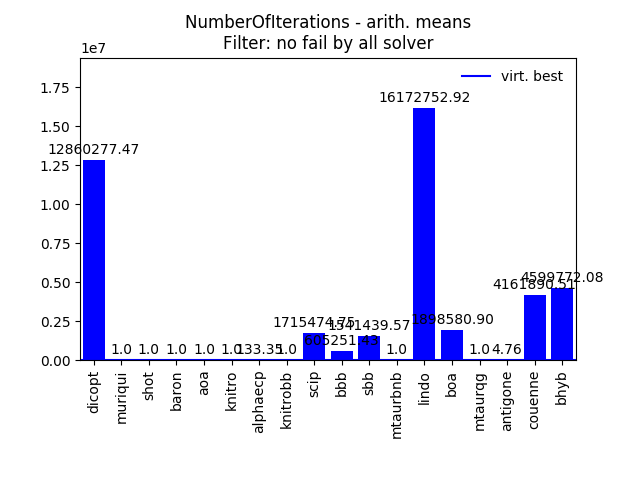 NumberOfIterations - arith. means
Filter: no fail by all solver
1e7
virt. best
17.75
1.50
1.25
1.00
0.75
0.50
0.25
0.00
12860277.47
1.0
1.0
1.0
1.0
1.0
133.35
1.0
1715474.75
605251.43
1541439.57
1.0
16172752.92
1898580.90
1.0
4.76
4161890.51
4599772.08
dicopt
muriqui
shot
baron
aoa
knitro
alphaecp
knitrobb
scip
bbb
sbb
mtaurbnb
lindo
boa
mtaurqg
antigone
couenne
bhyb